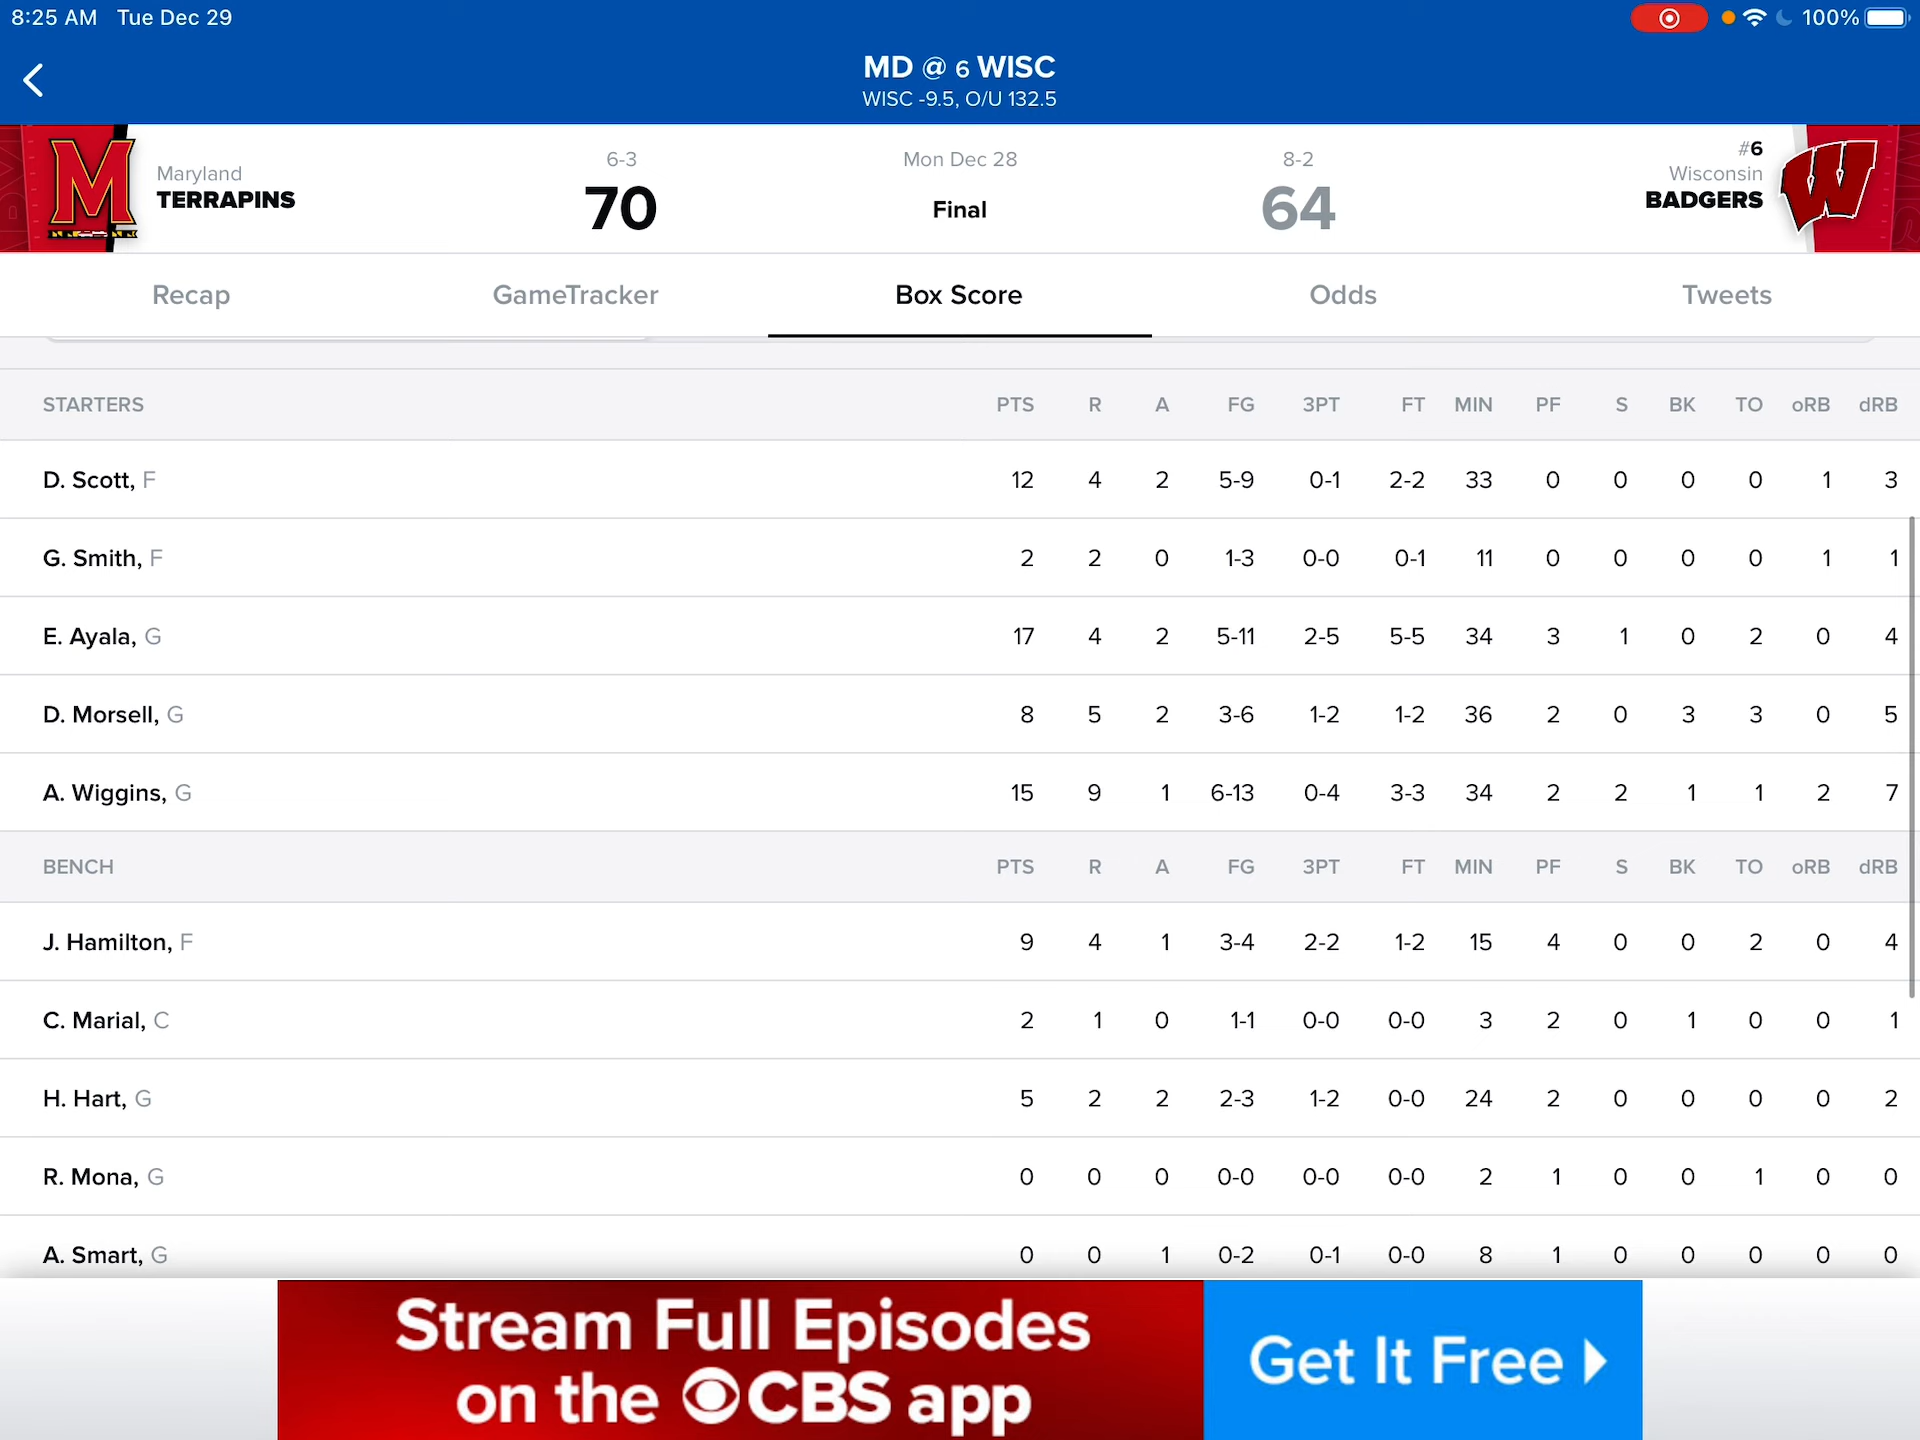 8:25 AM Tue Dec 29
100%
MD @ 6 WISC
WISC -9.5, O/U 132.5
M
Maryland
TERRAPINS
6-3
70
Mon Dec 28
Final
8-2
64
#6
Wisconsin
BADGERS
W
Recap GameTracker Box Score Odds Tweets
STARTERS PTS R A FG 3PT FT MIN PF S BK TO oRB dRB
D. Scott, F 12 4 2 5-9 0-1 2-2 33 0 0 0 0 1 3
G. Smith, F 2 2 0 1-3 0-0 0-1 11 0 0 0 0 1 1
E. Ayala, G 17 4 2 5-11 2-5 5-5 34 3 1 0 2 0 4
D. Morsell, G 8 5 2 3-6 1-2 1-2 36 2 0 3 3 0 5
A. Wiggins, G 15 9 1 6-13 0-4 3-3 34 2 2 1 1 2 7
BENCH PTS R A FG 3PT FT MIN PF S BK TO oRB dRB
J. Hamilton, F 9 4 1 3-4 2-2 1-2 15 4 0 0 2 0 4
C. Marial, C 2 1 0 1-1 0-0 0-0 3 2 0 1 0 0 1
H. Hart, G 5 2 2 2-3 1-2 0-0 24 2 0 0 0 0 2
R. Mona, G 0 0 0 0-0 0-0 0-0 2 1 0 0 1 0 0
A. Smart, G 0 0 1 0-2 0-1 0-0 8 1 0 0 0 0 0
Stream Full Episodes
on the CBS app
Get It Free